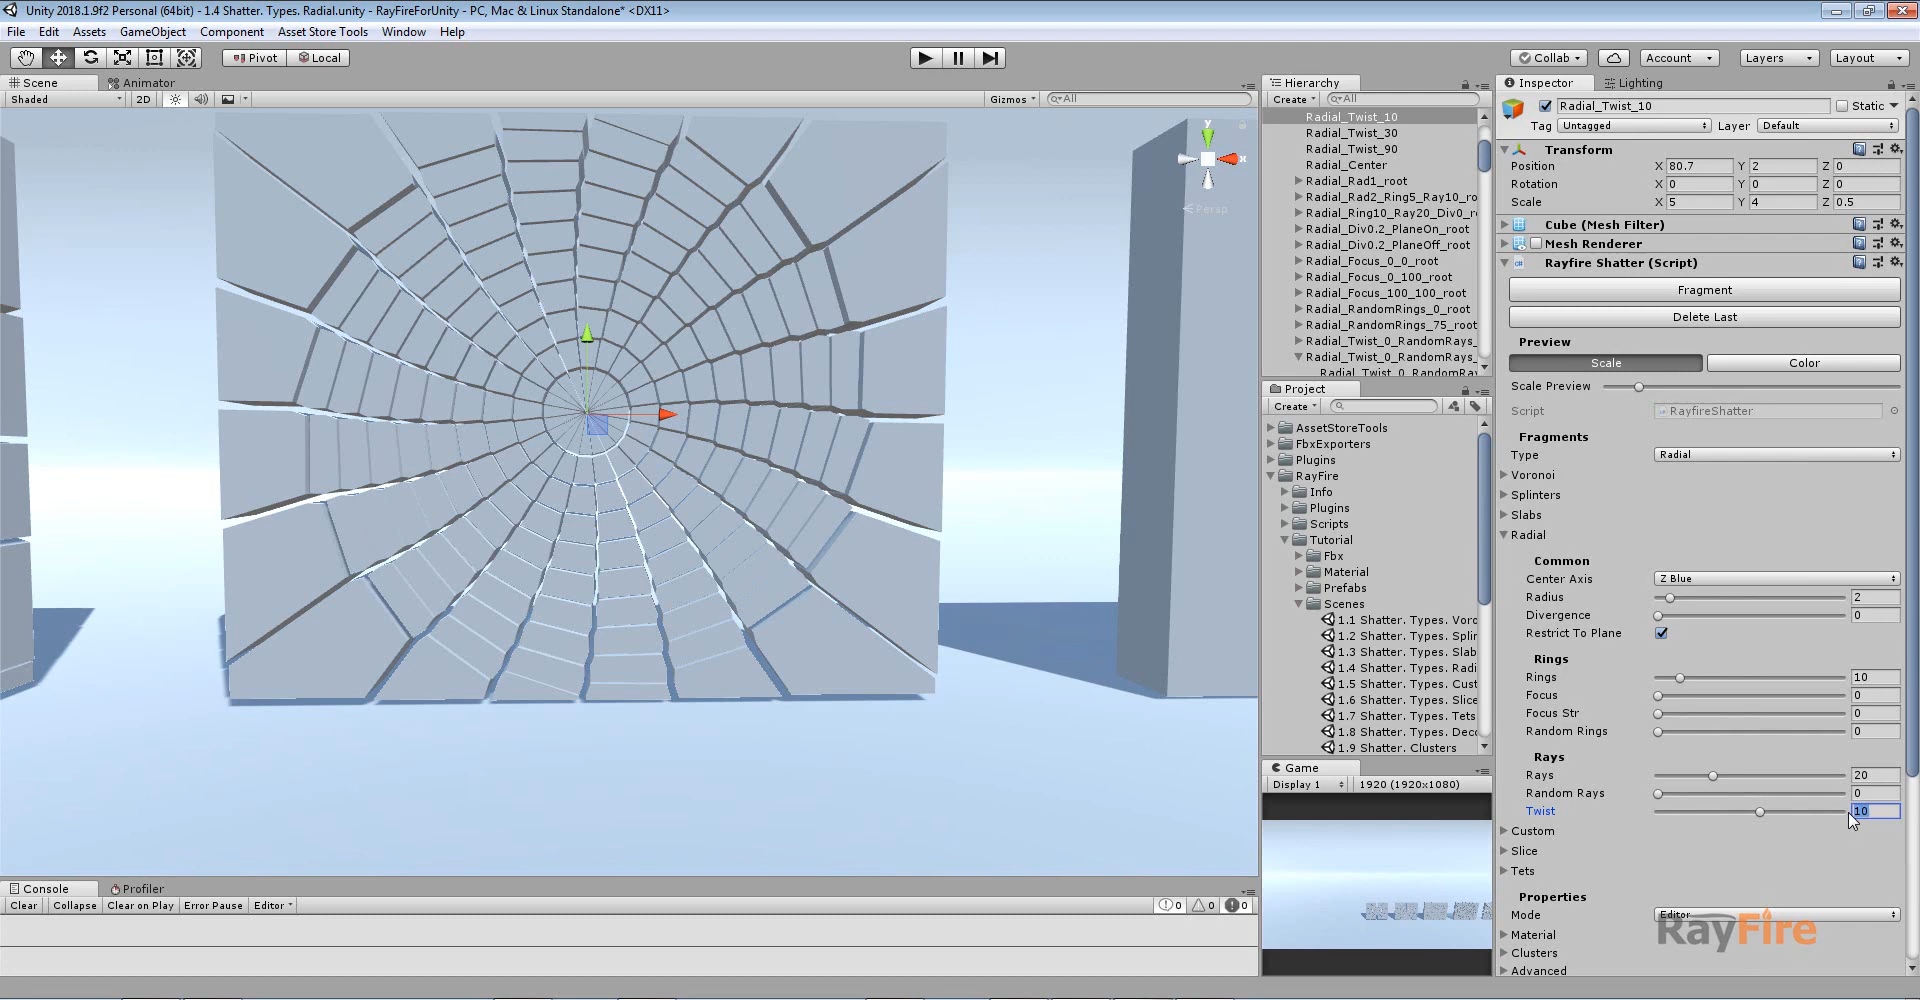 Unity 2018.1.9f2 Personal (64bit) - 1.4 Shatter. Types. Radial.unity - RayFireForUnity - PC, Mac & Linux Standalone* <DX11>
File Edit Assets GameObject Component Asset Store Tools Window Help
Pivot Local Collab Account Layers Layout
Scene Animator
Shaded 2D Gizmos All
y
x
Persp
Hierarchy
Create All
Radial_Twist_10
Radial_Twist_30
Radial_Twist_90
Radial_Center
Radial_Rad1_root
Radial_Rad2_Ring5_Ray10_ro
Radial_Ring10_Ray20_Div0_r
Radial_Div0.2_PlaneOn_root
Radial_Div0.2_PlaneOff_root
Radial_Focus_0_0_root
Radial_Focus_0_100_root
Radial_Focus_100_100_root
Radial_RandomRings_0_root
Radial_RandomRings_75_root
Radial_Twist_0_RandomRays_
Radial_Twist_0_RandomRays_
Radial_Twist_0_RandomRay
Project
Create
AssetStoreTools
FbxExporters
Plugins
RayFire
Info
Plugins
Scripts
Tutorial
Fbx
Material
Prefabs
Scenes
1.1 Shatter. Types. Voro
1.2 Shatter. Types. Splin
1.3 Shatter. Types. Slab
1.4 Shatter. Types. Radi
1.5 Shatter. Types. Cust
1.6 Shatter. Types. Slice
1.7 Shatter. Types. Tets
1.8 Shatter. Types. Deco
1.9 Shatter. Clusters
Game
Display 1 1920 (1920x1080)
Inspector Lighting
Radial_Twist_10 Static
Tag Untagged Layer Default
Transform
Position X 80.7 Y 2 Z 0
Rotation X 0 Y 0 Z 0
Scale X 5 Y 4 Z 0.5
Cube (Mesh Filter)
Mesh Renderer
Rayfire Shatter (Script)
Fragment
Delete Last
Preview
Scale Color
Scale Preview
Script RayfireShatter
Fragments
Type Radial
Voronoi
Splinters
Slabs
Radial
Common
Center Axis Z Blue
Radius 2
Divergence 0
Restrict To Plane
Rings
Rings 10
Focus 0
Focus Str 0
Random Rings 0
Rays
Rays 20
Random Rays 0
Twist 10
Custom
Slice
Tets
Properties
Mode Editor
RayFire
Material
Clusters
Advanced
Console Profiler
Clear Collapse Clear on Play Error Pause Editor 0 0 0